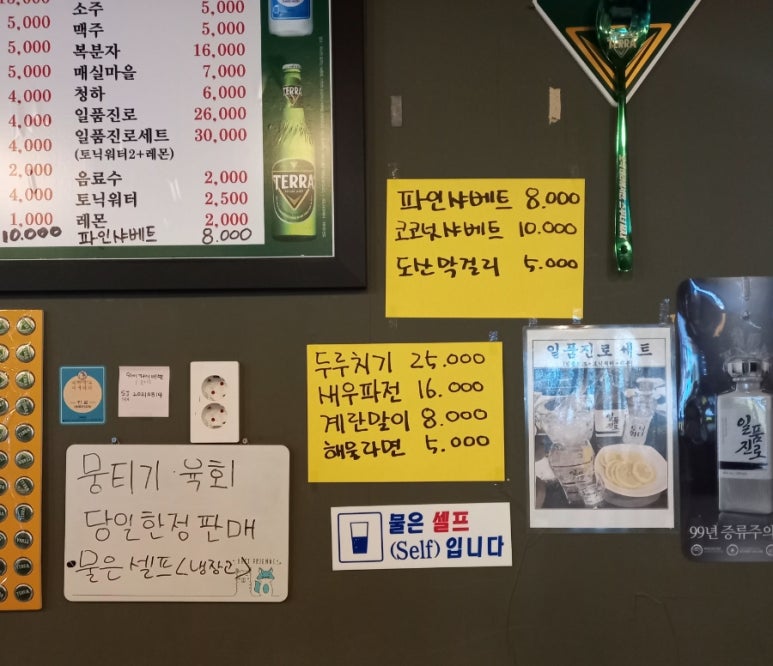 소주 5,000
5,000 맥주 5,000
5,000 복분자 16,000
5,000 매실마을 7,000
4,000 청하 6,000
4,000 일품진로 26,000
4,000 일품진로세트 30,000
(토닉워터2+레몬)
2,000 음료수 2,000
4,000 토닉워터 2,500
1,000 레몬 2,000
10.000 파인샤베트 8.000
TERRA
TERRA
TERRA
파인샤베트 8.000
코코넛샤베트 10.000
도산막걸리 5.000
두루치기 25.000
새우파전 16.000
계란말이 8.000
해물라면 5.000
일품진로 세트
일품
진로
99년 증류주의
뭉티기·육회
당일한정판매
물은 셀프<냉장고>
물은 셀프
(Self) 입니다